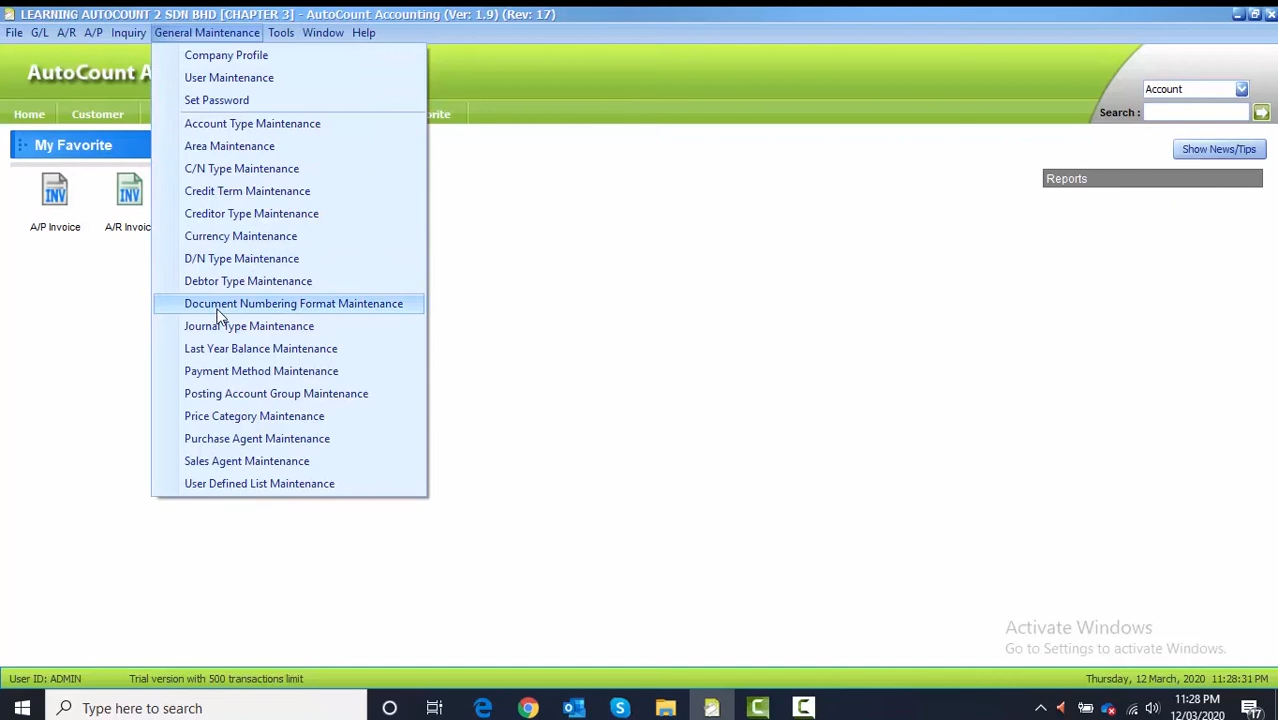 LEARNING AUTOCOUNT 2 SDN BHD [CHAPTER 3] - AutoCount Accounting (Ver: 1.9) (Rev: 17)
File G/L A/R A/P Inquiry General Maintenance Tools Window Help
Company Profile
User Maintenance
Set Password
Account Type Maintenance
Area Maintenance
C/N Type Maintenance
Credit Term Maintenance
Creditor Type Maintenance
Currency Maintenance
D/N Type Maintenance
Debtor Type Maintenance
Document Numbering Format Maintenance
Journal Type Maintenance
Last Year Balance Maintenance
Payment Method Maintenance
Posting Account Group Maintenance
Price Category Maintenance
Purchase Agent Maintenance
Sales Agent Maintenance
User Defined List Maintenance
AutoCount A
Account
Search :
Home Customer
My Favorite
Show News/Tips
Reports
INV INV
A/P Invoice
Activate Windows
Go to Settings to activate Windows.
User ID: ADMIN Trial version with 500 transactions limit Thursday, 12 March, 2020 11:28:31 PM
Type here to search
11:28 PM
12/03/2020
17